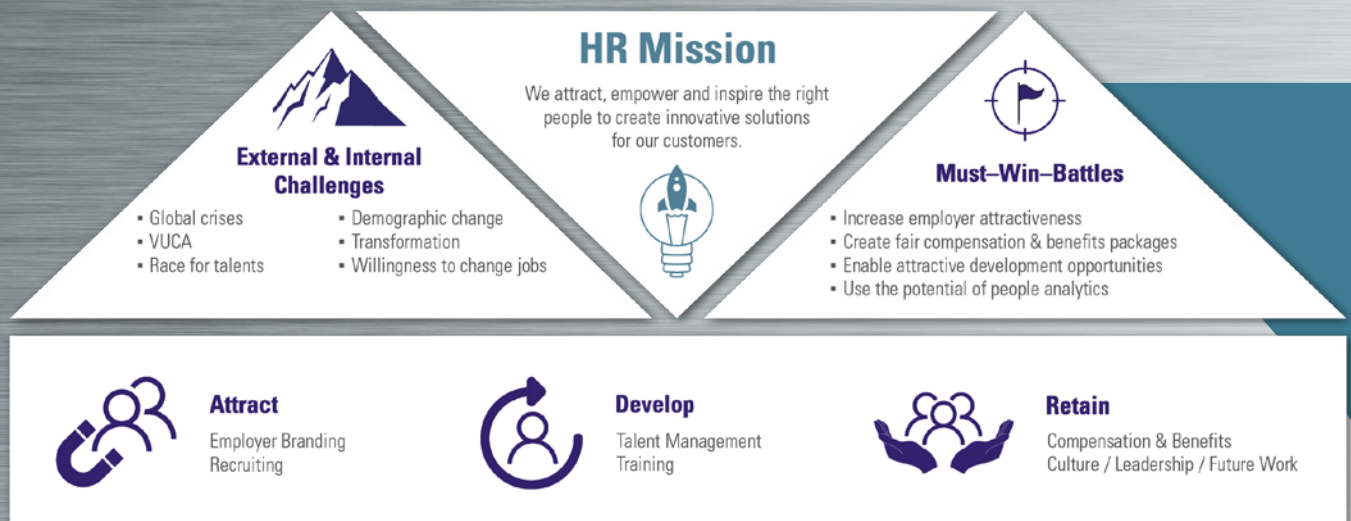 HR Mission
We attract, empower and inspire the right
people to create innovative solutions
for our customers.
External & Internal
Challenges
▪ Global crises
▪ VUCA
▪ Race for talents
▪ Demographic change
▪ Transformation
▪ Willingness to change jobs
Must–Win–Battles
▪ Increase employer attractiveness
▪ Create fair compensation & benefits packages
▪ Enable attractive development opportunities
▪ Use the potential of people analytics
Attract
Employer Branding
Recruiting
Develop
Talent Management
Training
Retain
Compensation & Benefits
Culture / Leadership / Future Work